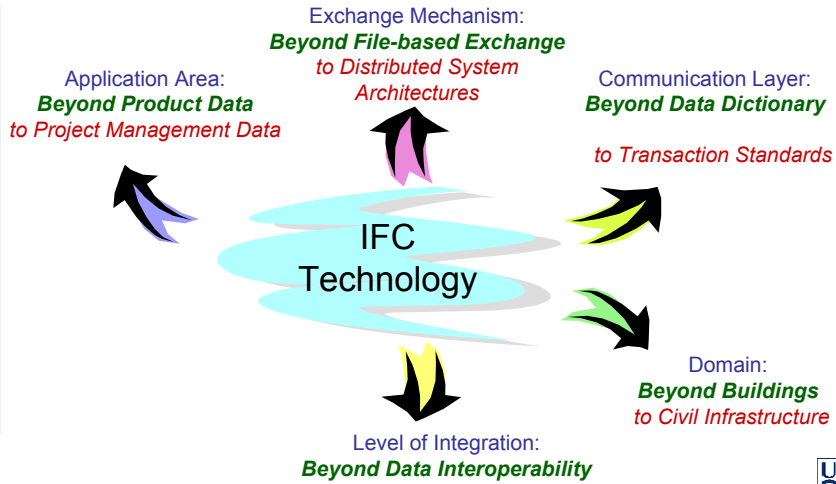 Exchange Mechanism:
Beyond File-based Exchange
to Distributed System
Architectures
Application Area:
Beyond Product Data
to Project Management Data
Communication Layer:
Beyond Data Dictionary
to Transaction Standards
IFC
Technology
Domain:
Beyond Buildings
to Civil Infrastructure
Level of Integration:
Beyond Data Interoperability